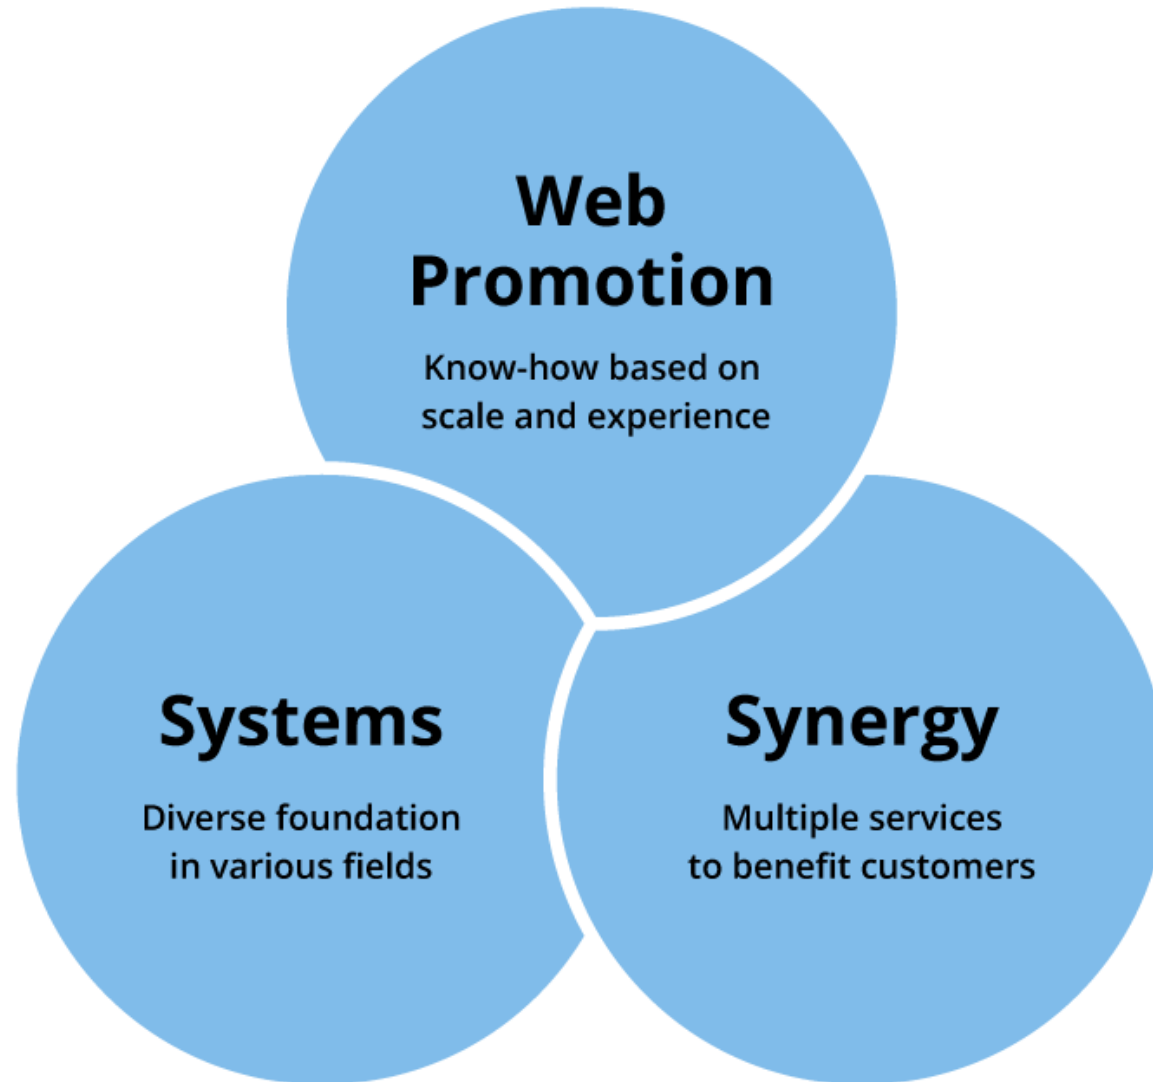 Web
Promotion
Know-how based on
scale and experience
Systems
Diverse foundation
in various fields
Synergy
Multiple services
to benefit customers